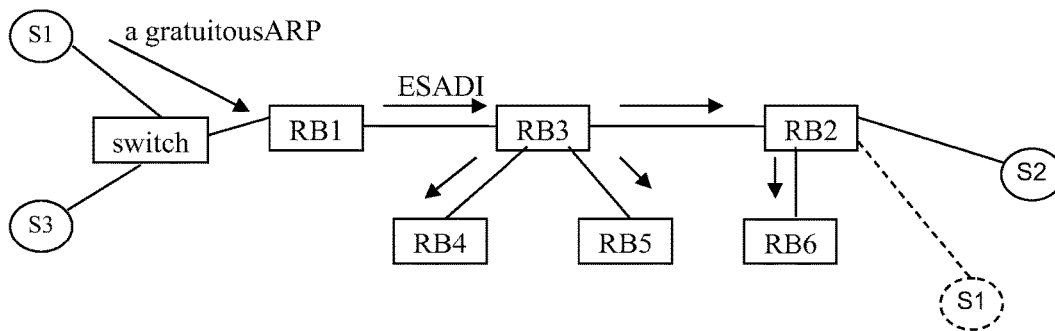 S1
a gratuitousARP
ESADI
switch
RB1
RB3
RB2
S2
S3
RB4
RB5
RB6
S1